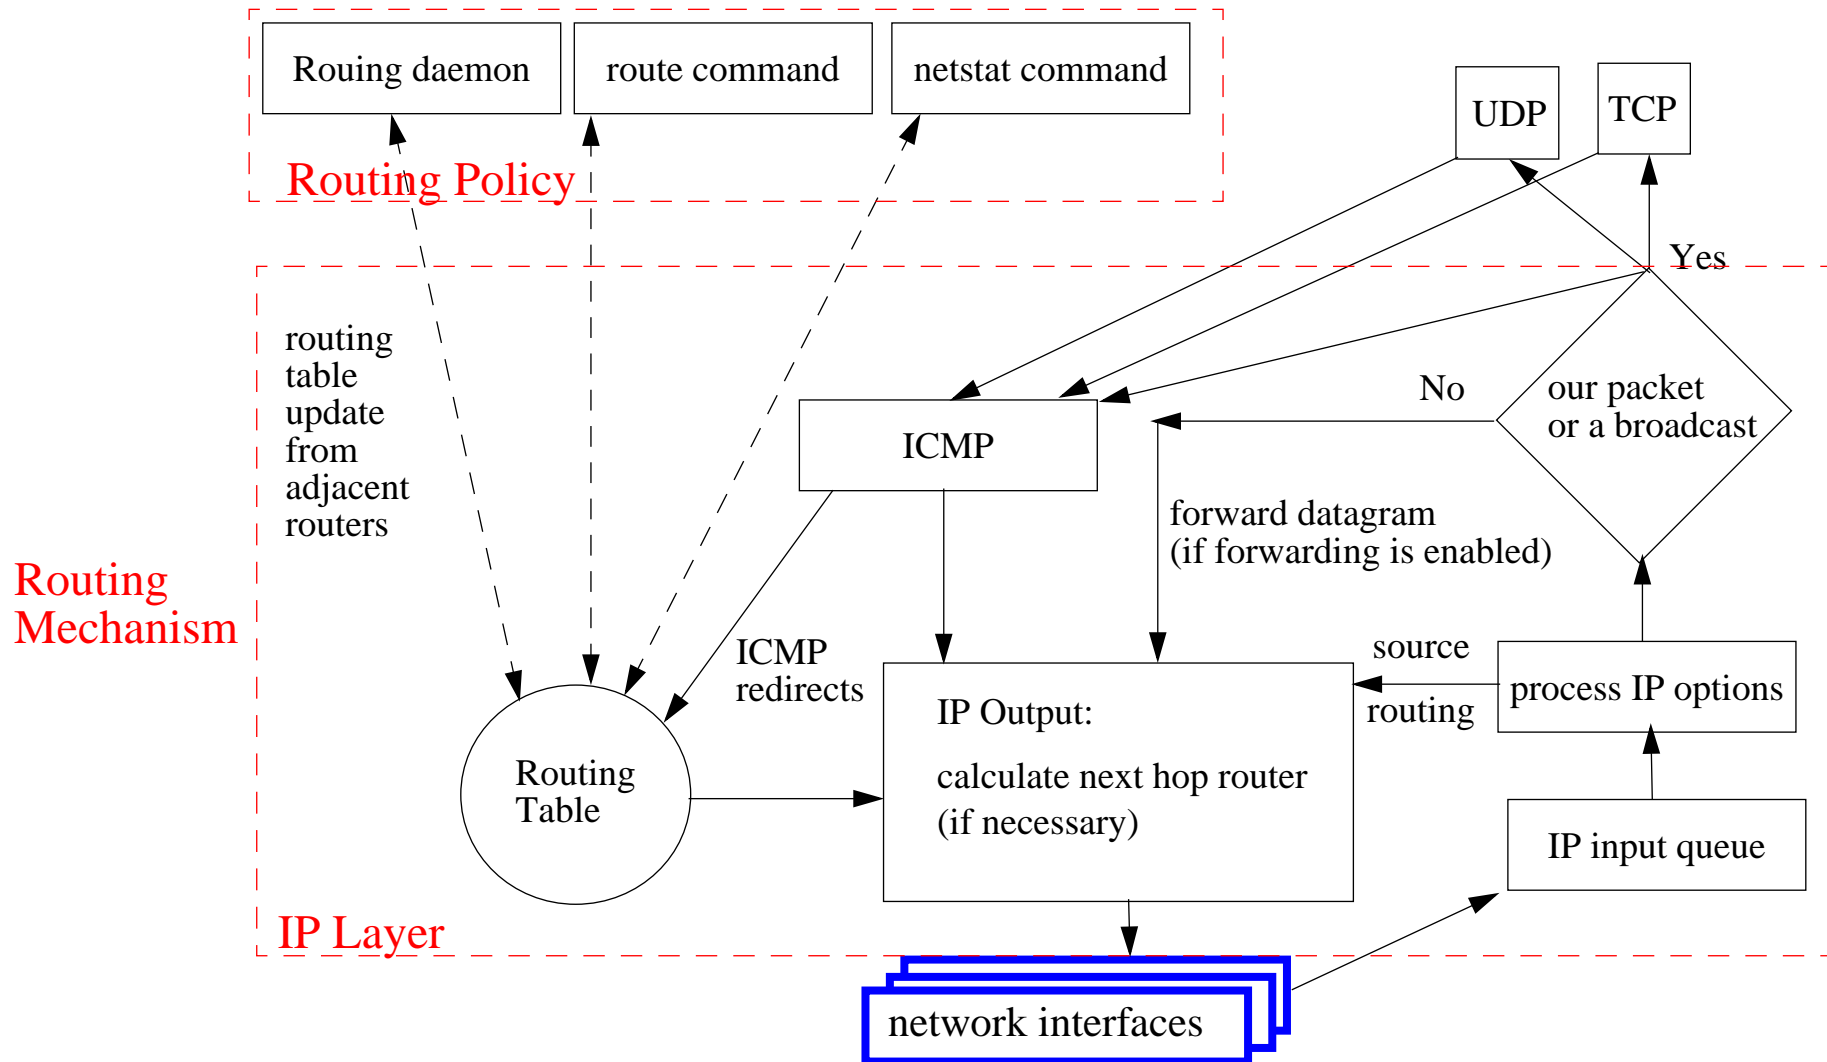 Rouing daemon
route command
netstat command
UDP
TCP
Routing Policy
Yes
routing
table
update
from
adjacent
routers
No
our packet
or a broadcast
ICMP
forward datagram
(if forwarding is enabled)
Routing
Mechanism
ICMP
redirects
source
routing
process IP options
IP Output:
calculate next hop router
(if necessary)
Routing
Table
IP input queue
IP Layer
network interfaces